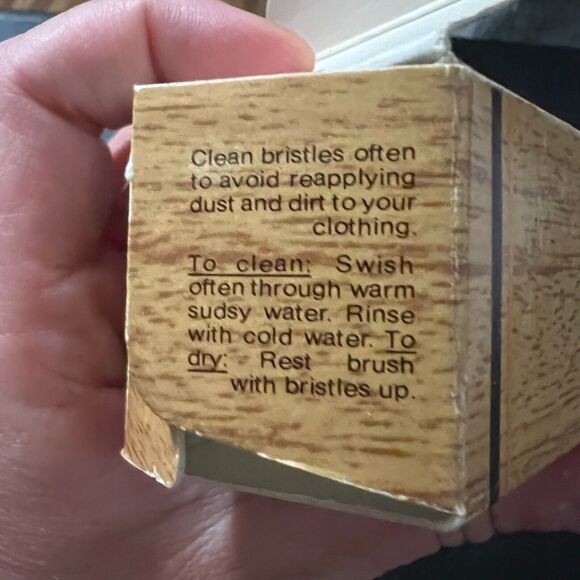 Clean bristles often
to avoid reapplying
dust and dirt to your
clothing.
To clean: Swish
often through warm
sudsy water. Rinse
with cold water. To
dry: Rest brush
with bristles up.